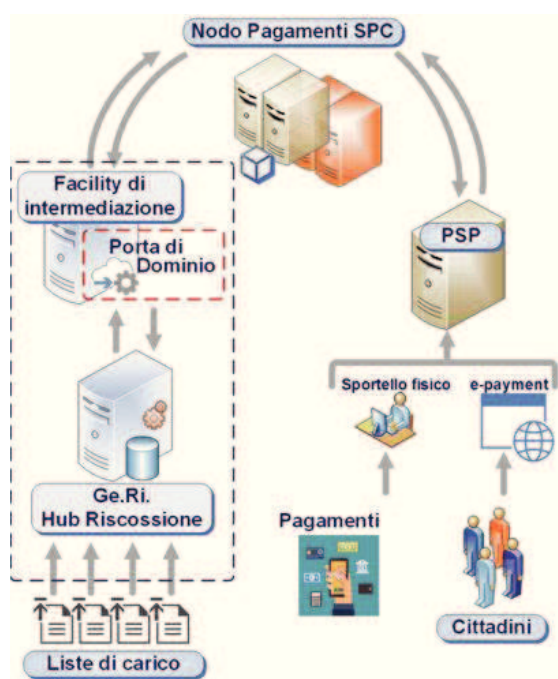 Nodo Pagamenti SPC
Facility di
intermediazione
Porta di
Dominio
PSP
Sportello fisico
e-payment
Ge.Ri.
Hub Riscossione
Pagamenti
Liste di carico
Cittadini